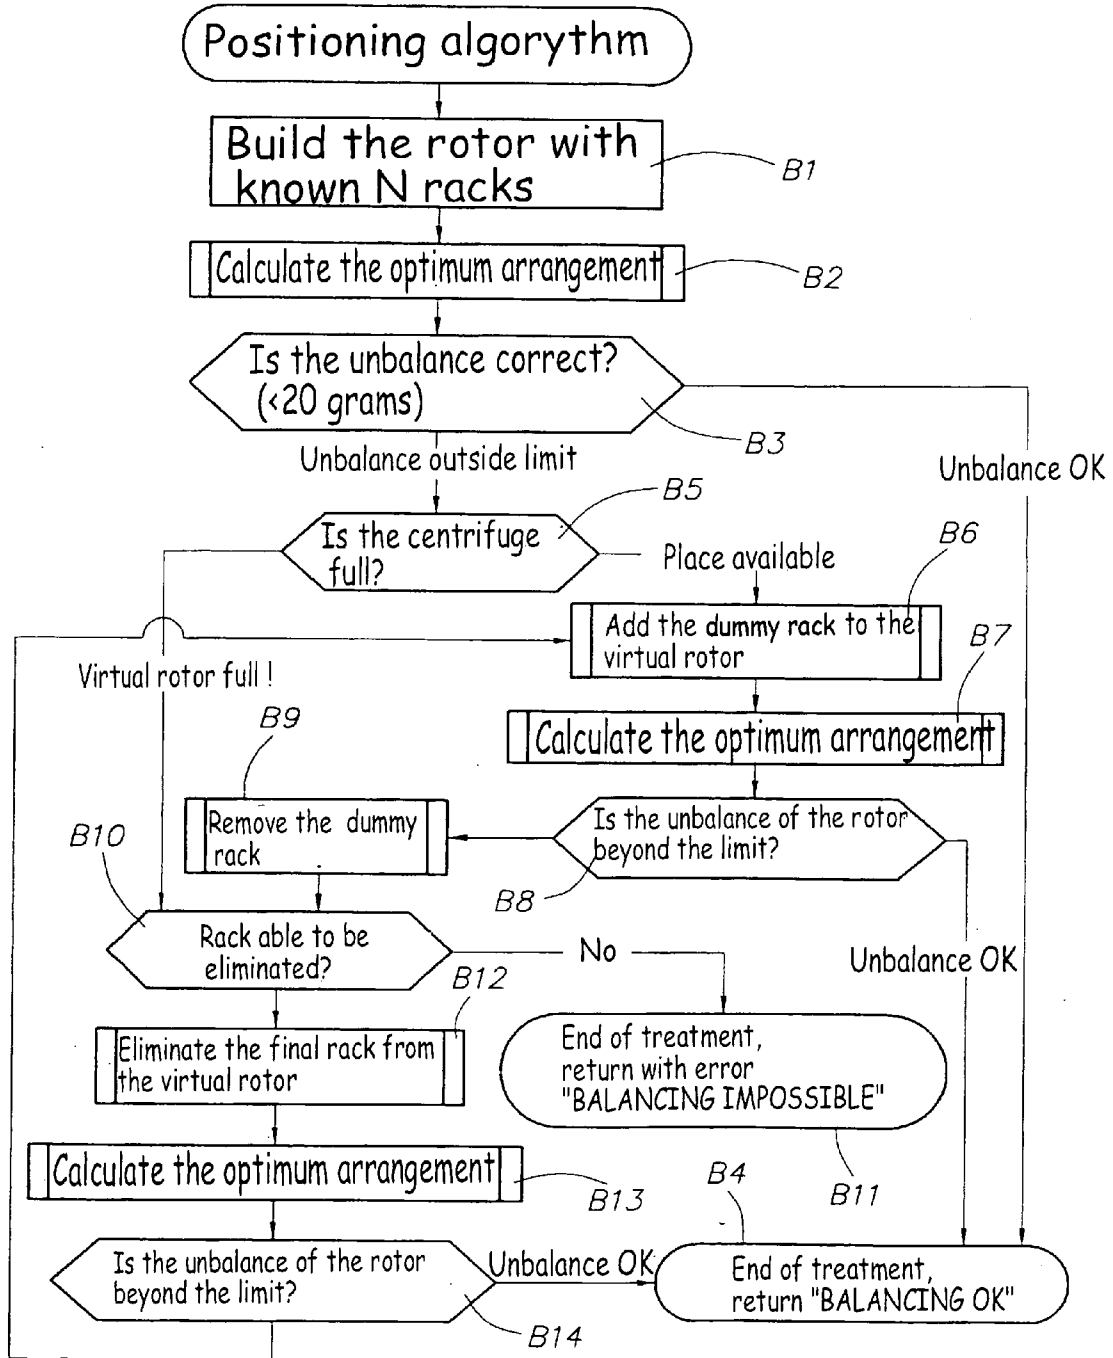 Positioning algorythm
Build the rotor with
known N racks
B1
Calculate the optimum arrangement
B2
Is the unbalance correct?
(<20 grams)
B3
Unbalance outside limit
Unbalance OK
B5
Is the centrifuge
full?
Place available
B6
Add the dummy rack to the
virtual rotor
B7
Virtual rotor full !
Calculate the optimum arrangement
B9
Remove the dummy
rack
Is the unbalance of the rotor
beyond the limit?
B8
B10
Rack able to be
eliminated?
No
Unbalance OK
B12
Eliminate the final rack from
the virtual rotor
End of treatment,
return with error
"BALANCING IMPOSSIBLE"
B11
Calculate the optimum arrangement
B13
B4
Is the unbalance of the rotor
beyond the limit?
Unbalance OK
B14
End of treatment,
return "BALANCING OK"